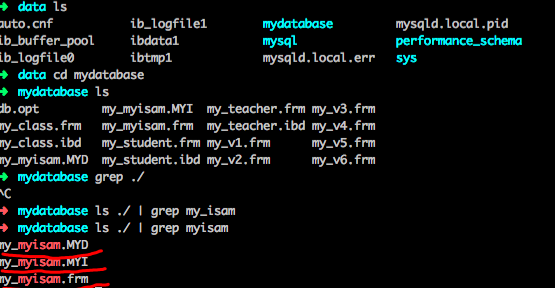 ➜ data ls
auto.cnf ib_logfile1 mydatabase mysqld.local.pid
ib_buffer_pool ibdata1 mysql performance_schema
ib_logfile0 ibtmp1 mysqld.local.err sys
➜ data cd mydatabase
➜ mydatabase ls
db.opt my_myisam.MYI my_teacher.frm my_v3.frm
my_class.frm my_myisam.frm my_teacher.ibd my_v4.frm
my_class.ibd my_student.frm my_v1.frm my_v5.frm
my_myisam.MYD my_student.ibd my_v2.frm my_v6.frm
➜ mydatabase grep ./
^C
➜ mydatabase ls ./ | grep my_isam
➜ mydatabase ls ./ | grep myisam
my_myisam.MYD
my_myisam.MYI
my_myisam.frm